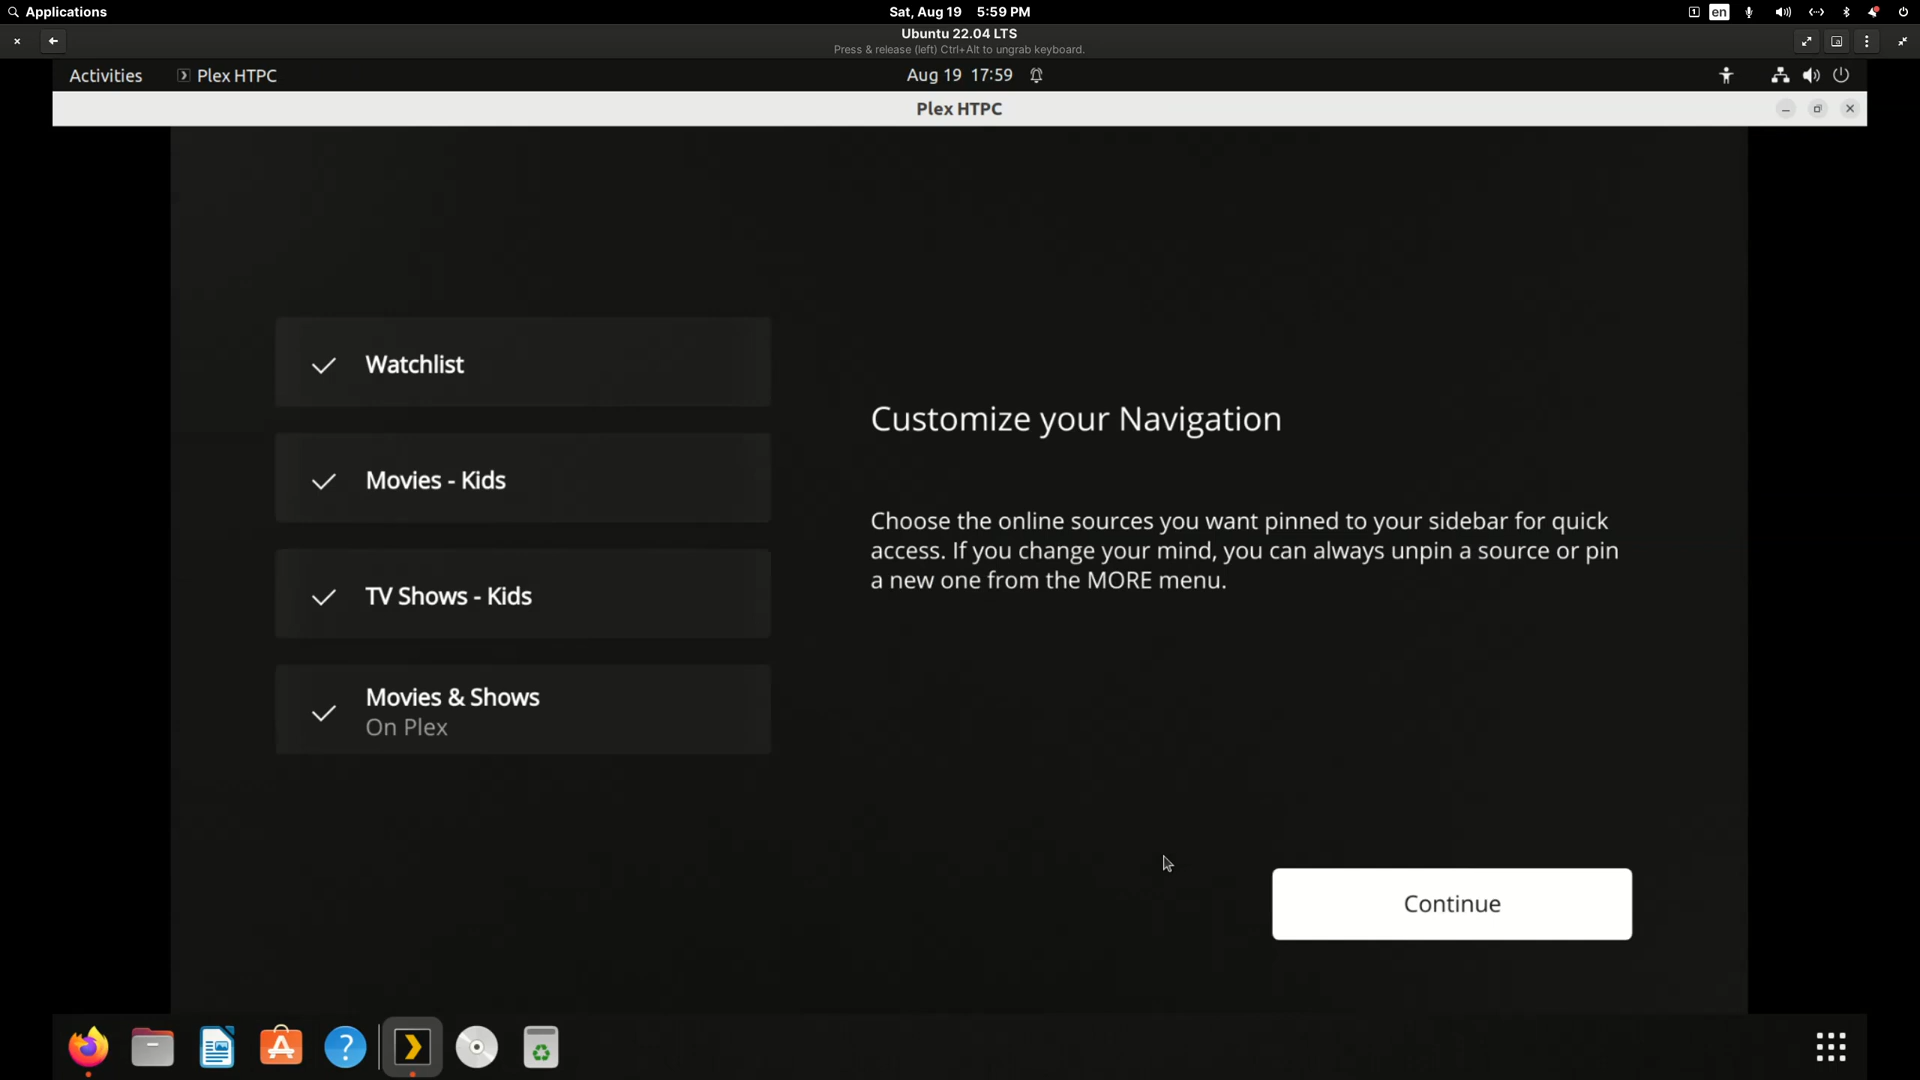 Applications
Sat, Aug 19 5:59 PM
1 en
Ubuntu 22.04 LTS
Press & release (left) Ctrl+Alt to ungrab keyboard.
Activities Plex HTPC
Aug 19 17:59
Plex HTPC
Watchlist
Movies - Kids
TV Shows - Kids
Movies & Shows
On Plex
Customize your Navigation
Choose the online sources you want pinned to your sidebar for quick
access. If you change your mind, you can always unpin a source or pin
a new one from the MORE menu.
Continue